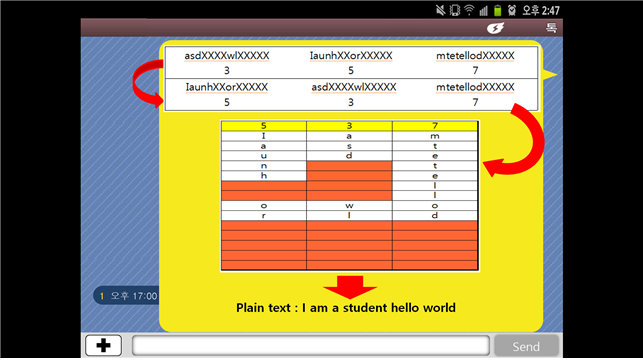 오후 2:47
톡
asdXXXXwlXXXXX IaunhXXorXXXXX mtetellodXXXXX
3 5 7
IaunhXXorXXXXX asdXXXXwlXXXXX mtetellodXXXXX
5 3 7
5 3 7
I a m
a s t
u d e
n t
h e
l
l
o w o
r l d
Plain text : I am a student hello world
1 오후 17:00
Send